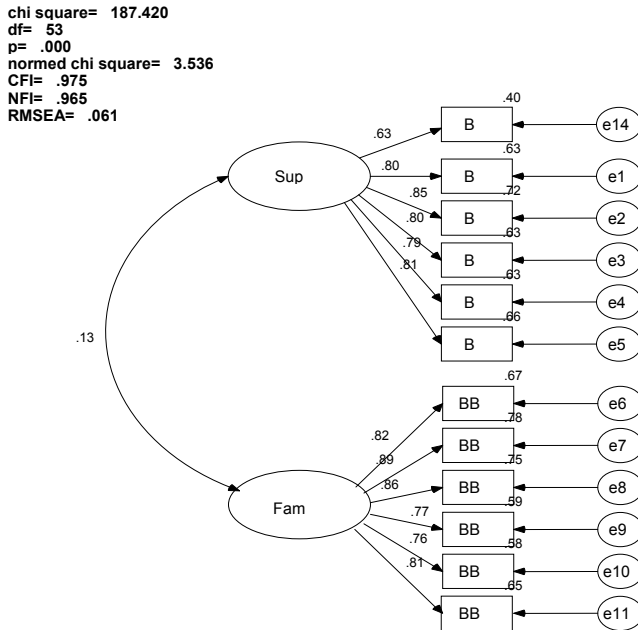 chi square= 187.420
df= 53
p= .000
normed chi square= 3.536
CFI= .975
NFI= .965
RMSEA= .061
.40
.63 B e14
.63
Sup .80 B e1
.72
.85 B e2
.63
.80 B e3
.63
.79 B e4
.66
.81 B e5
.13
.67
.82 BB e6
.78
.89 BB e7
.75
.86 BB e8
.59
Fam .77 BB e9
.58
.76 BB e10
.65
.81 BB e11